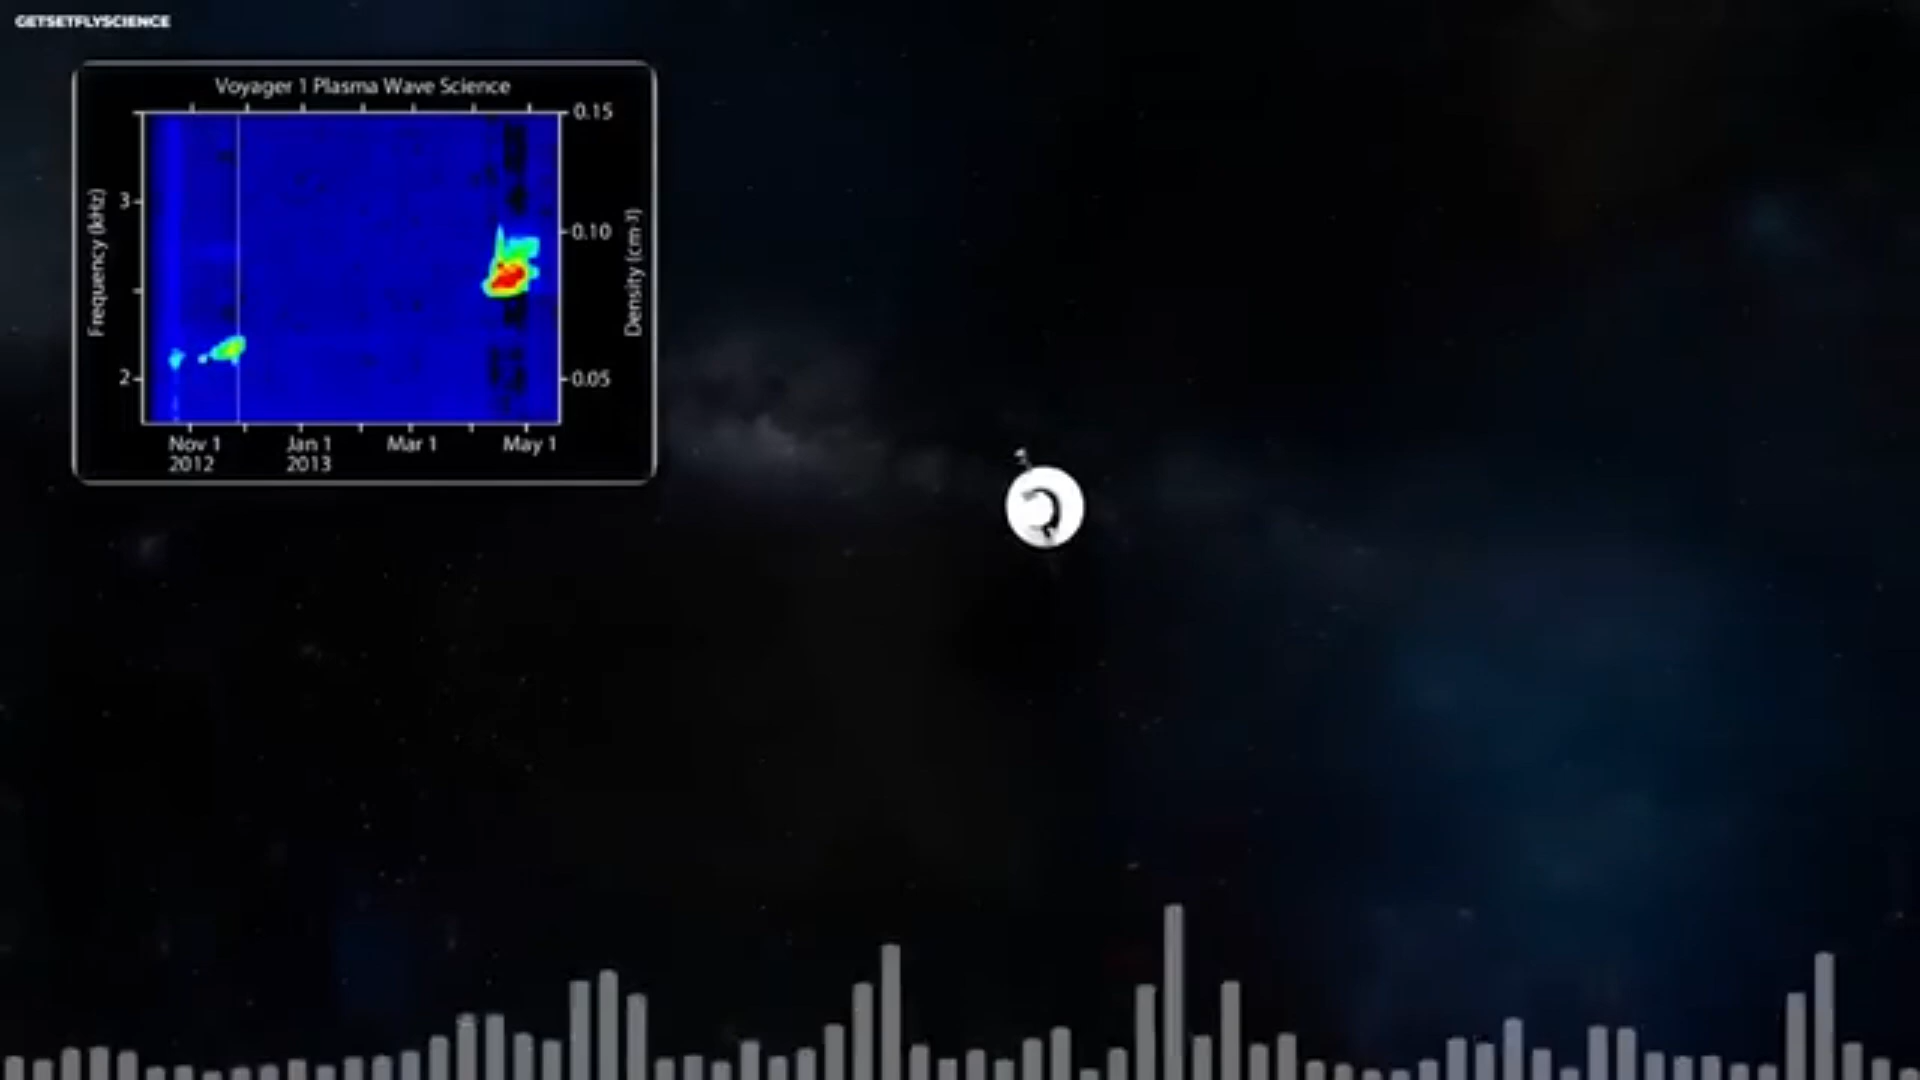 GETSETFLYSCIENCE
Voyager 1 Plasma Wave Science
0.15
3
0.10
Frequency (kHz)
Density (cm-J)
2
0.05
Nov 1 Jan 1 Mar 1 May 1
2012 2013